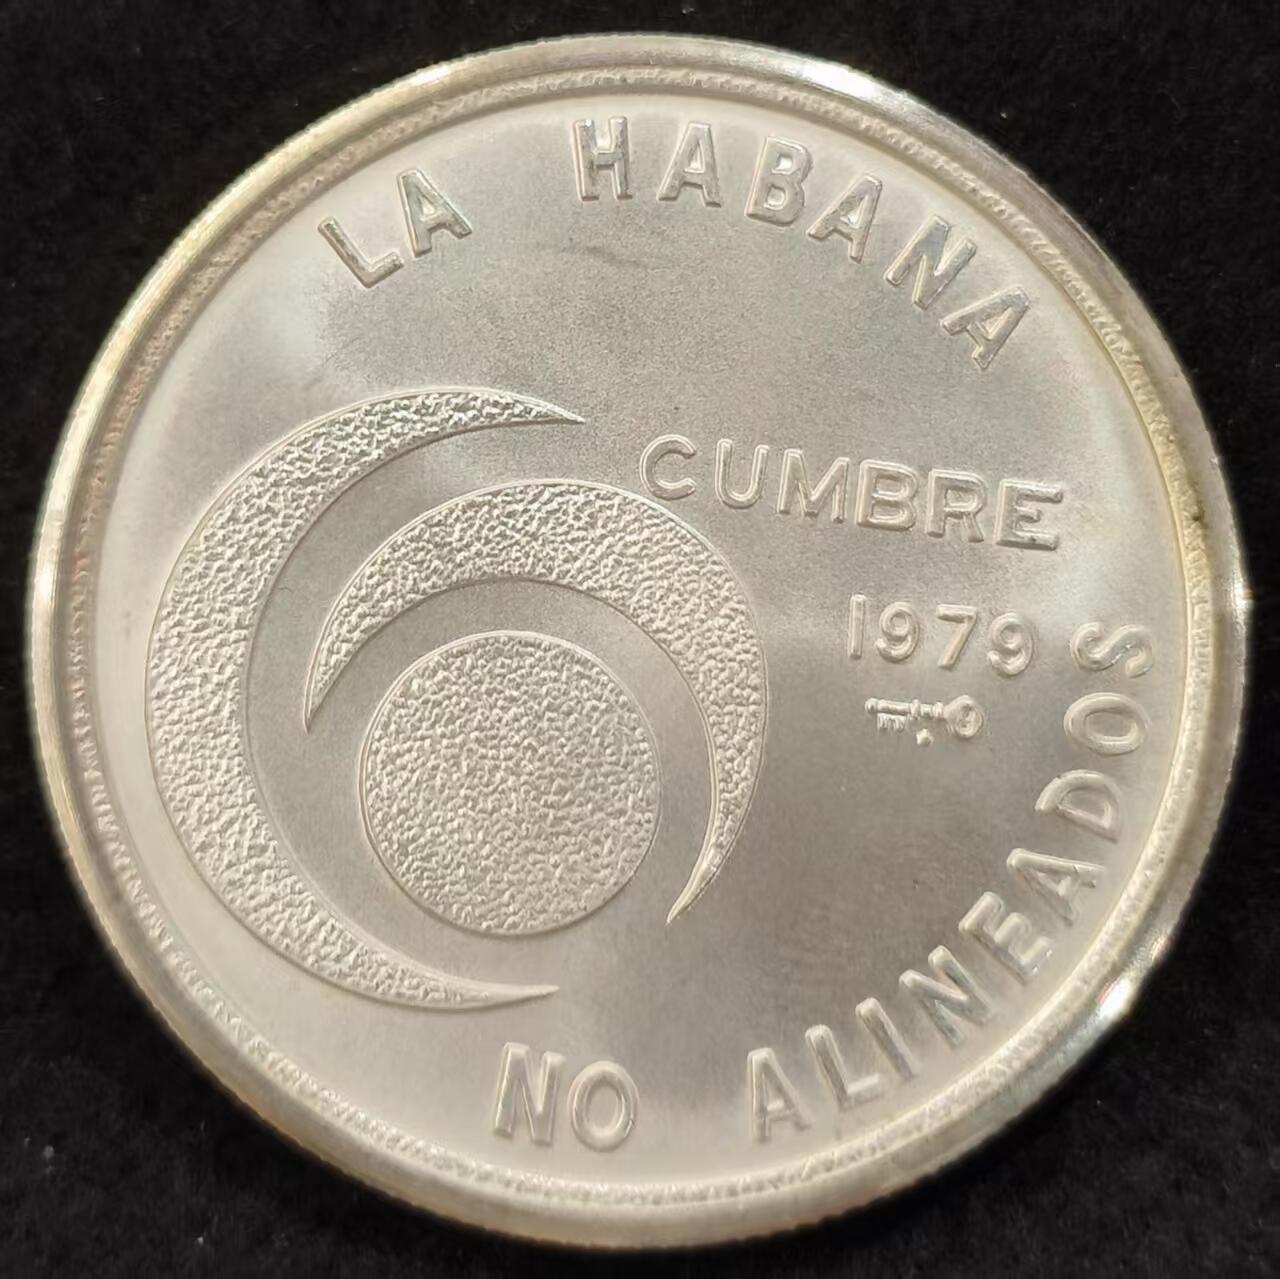 LA HABANA
CUMBRE
1979
NO ALINEADOS